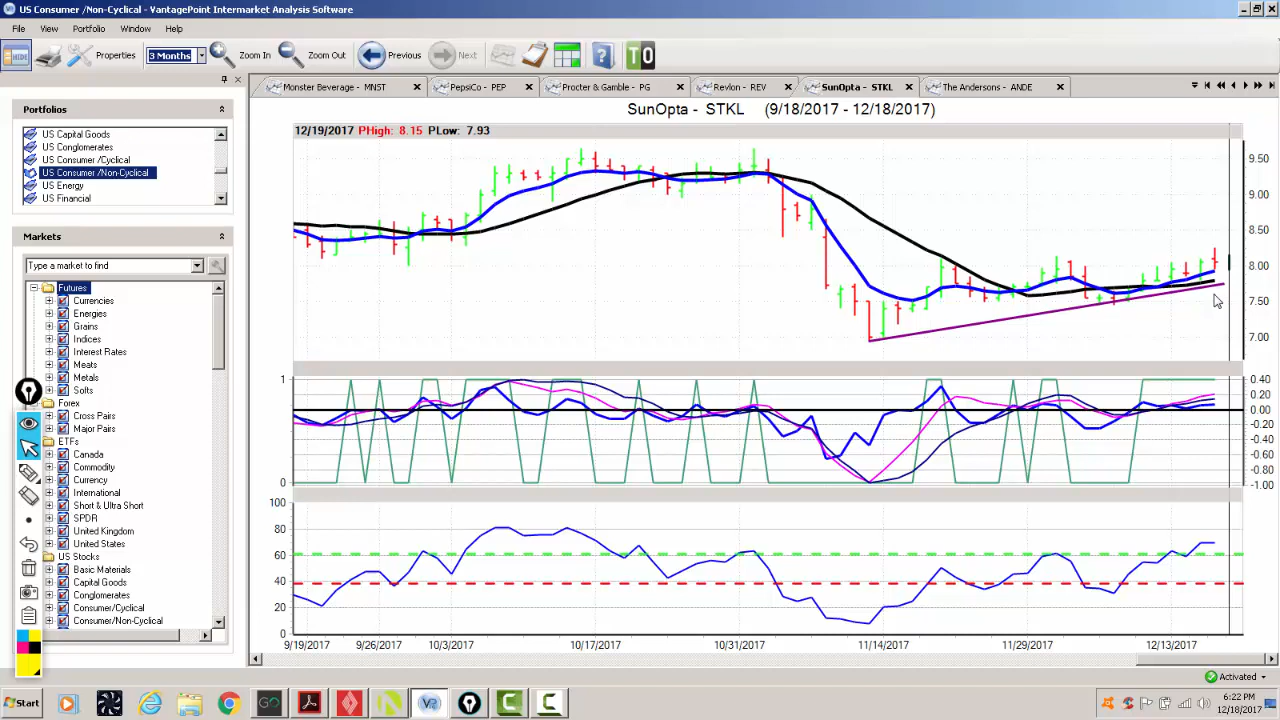 US Consumer /Non-Cyclical - VantagePoint Intermarket Analysis Software
File View Portfolio Window Help
HIDE Properties 3 Months Zoom In Zoom Out Previous Next ? TO
Monster Beverage - MNST PepsiCo - PEP Procter & Gamble - PG Revlon - REV SunOpta - STKL The Andersons - ANDE
Portfolios
US Capital Goods
US Conglomerates
US Consumer /Cyclical
US Consumer /Non-Cyclical
US Energy
US Financial
Markets
Type a market to find
Futures
Currencies
Energies
Grains
Indices
Interest Rates
Meats
Metals
Softs
Forex
Cross Pairs
Major Pairs
ETFs
Canada
Commodity
Currency
International
Short & Ultra Short
SPDR
United Kingdom
United States
US Stocks
Basic Materials
Capital Goods
Conglomerates
Consumer/Cyclical
Consumer/Non-Cyclical
SunOpta - STKL (9/18/2017 - 12/18/2017)
12/19/2017 PHigh: 8.15 PLow: 7.93
9.50
9.00
8.50
8.00
7.50
7.00
1
0
0.40
0.20
0.00
-0.20
-0.40
-0.60
-0.80
-1.00
100
80
60
40
20
0
9/19/2017 9/26/2017 10/3/2017 10/17/2017 10/31/2017 11/14/2017 11/29/2017 12/13/2017
Activated
Start
GO
6:22 PM
12/18/2017